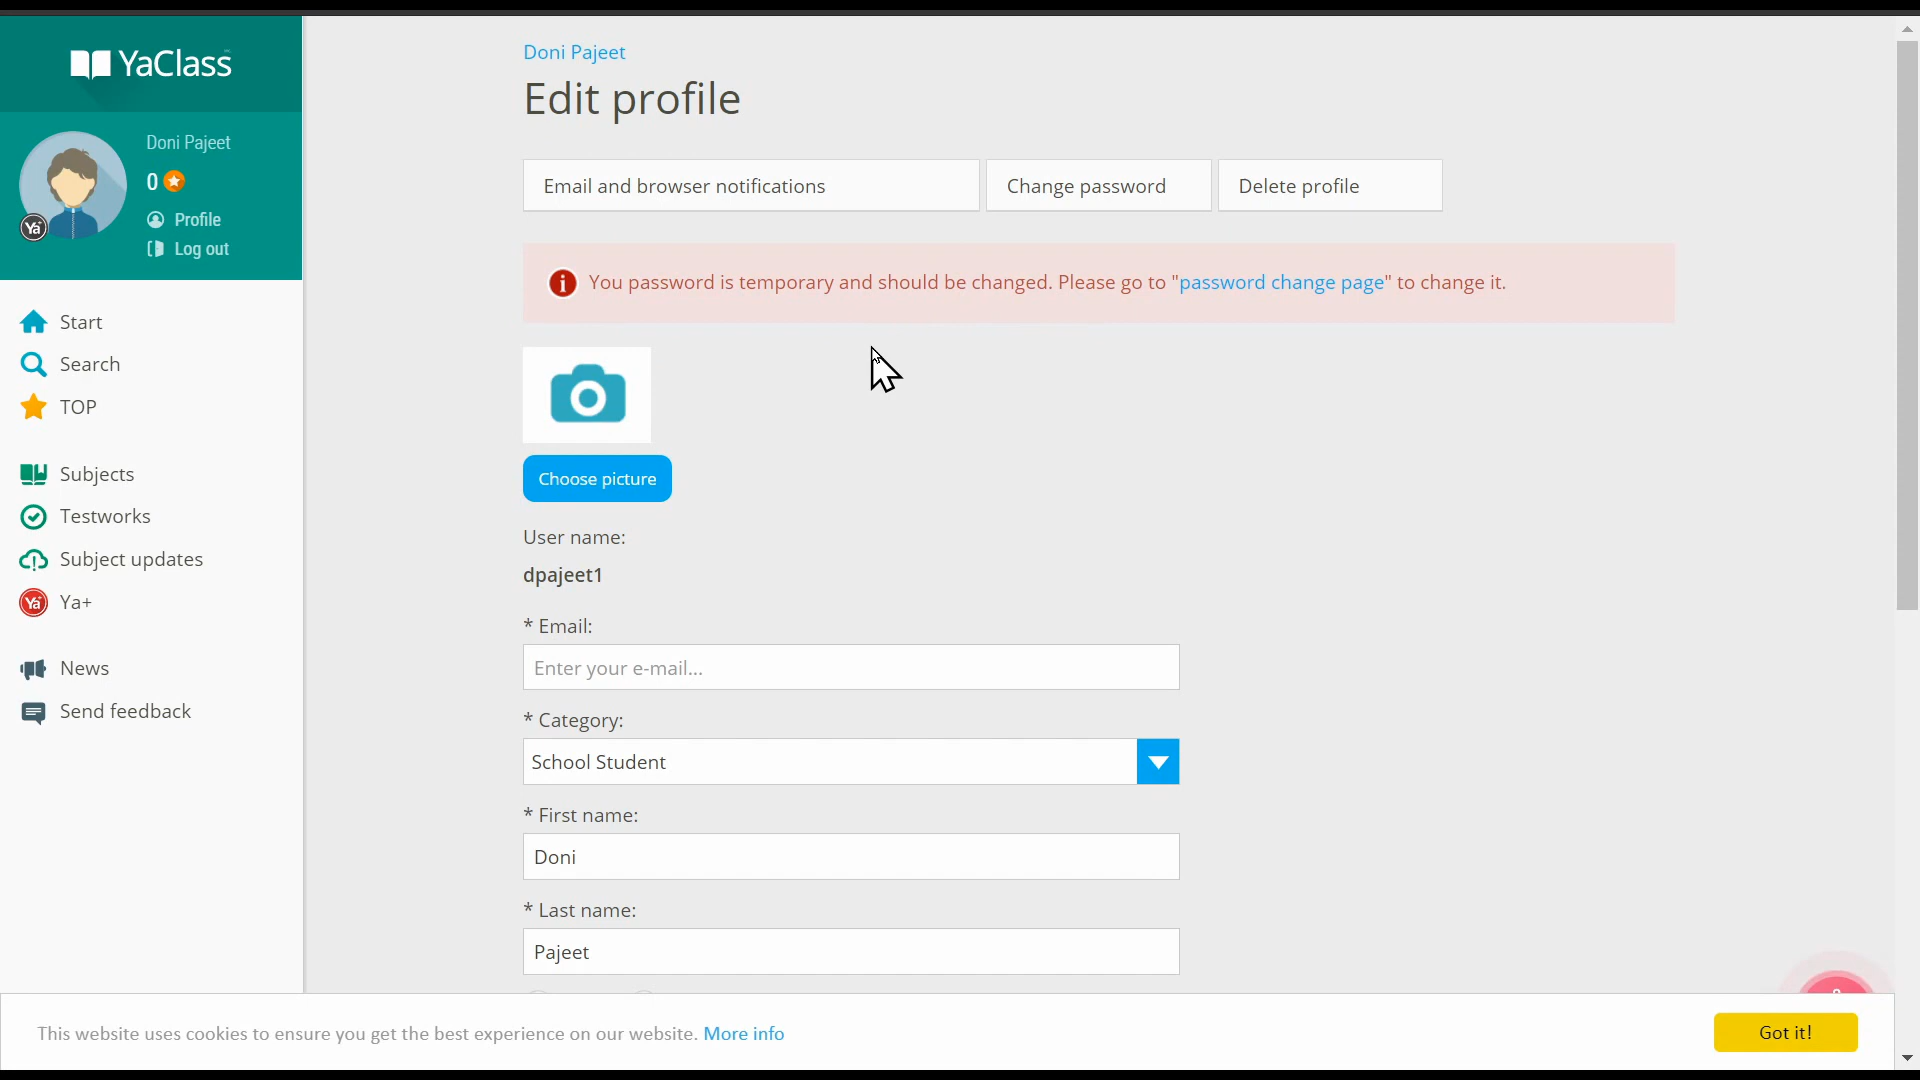 YaClass
Doni Pajeet
0
Ya+
Profile
Log out
Start
Search
TOP
Subjects
Testworks
Subject updates
Ya+
Ya+
News
Send feedback
Doni Pajeet
Edit profile
Email and browser notifications
Change password
Delete profile
You password is temporary and should be changed. Please go to "password change page" to change it.
Choose picture
User name:
dpajeet1
* Email:
Enter your e-mail...
* Category:
School Student
* First name:
Doni
* Last name:
Pajeet
This website uses cookies to ensure you get the best experience on our website. More info
Got it!